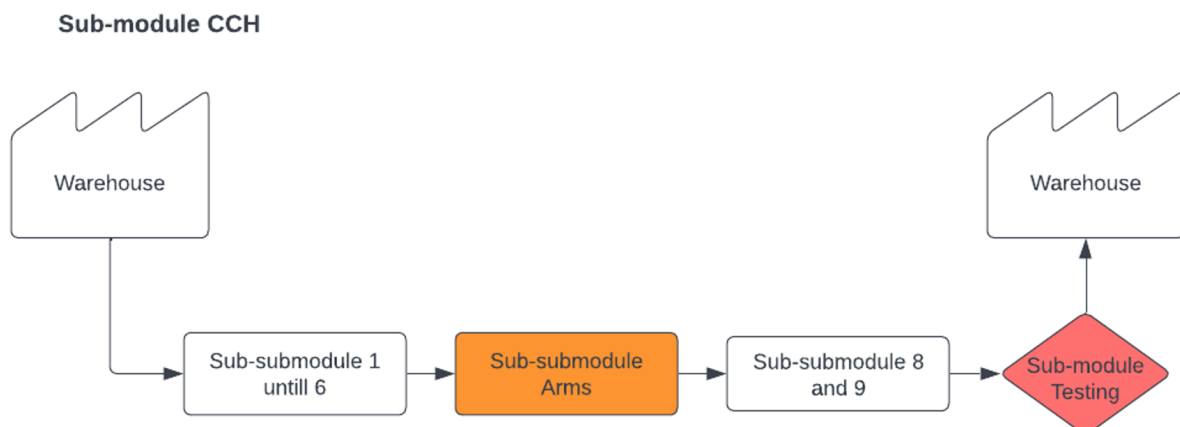 Sub-module CCH
Warehouse
Warehouse
Sub-submodule 1
untill 6
Sub-submodule
Arms
Sub-submodule 8
and 9
Sub-module
Testing